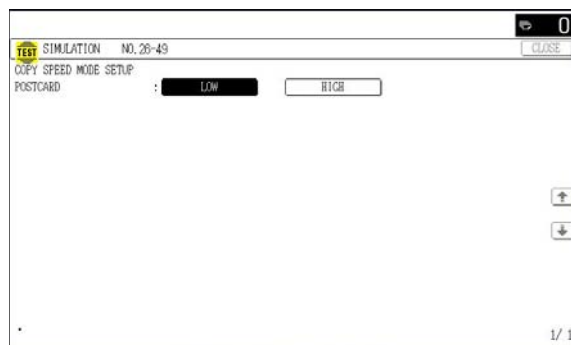 0
TEST SIMULATION NO. 26-49 CLOSE
COPY SPEED MODE SETUP
POSTCARD : LOW HIGH
1/ 1